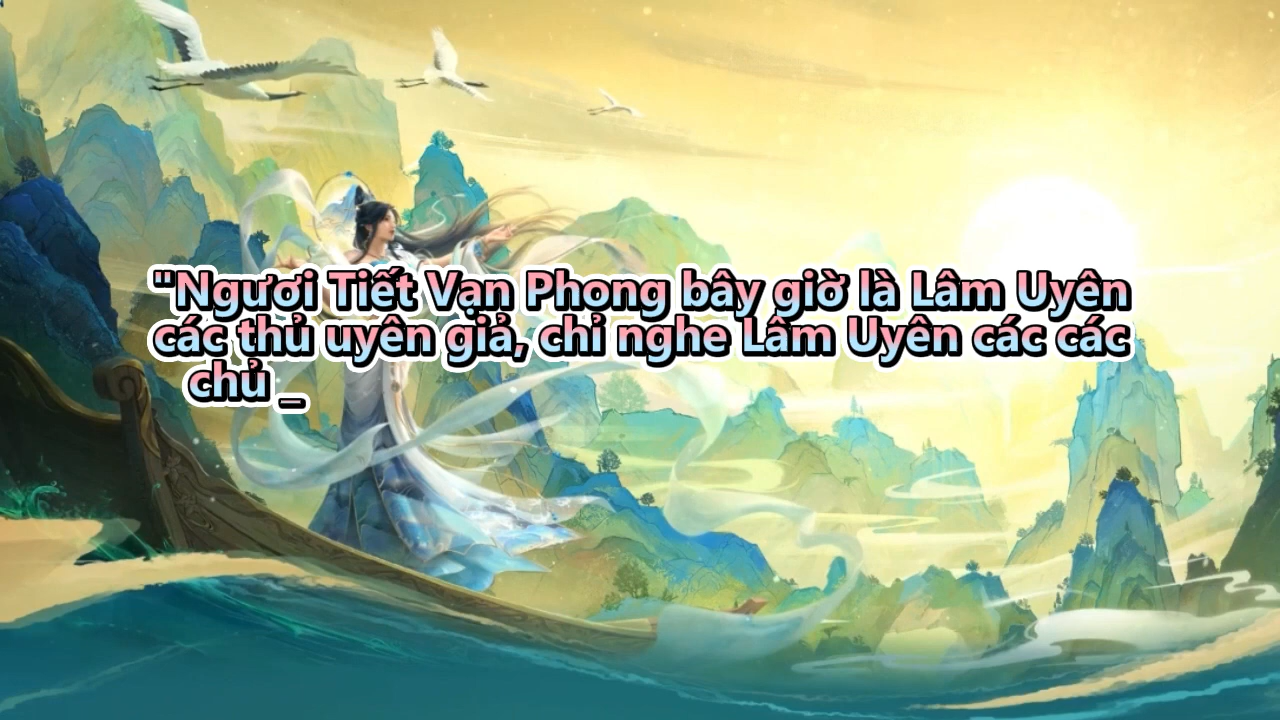 "Ngươi Tiết Vạn Phong bây giờ là Lâm Uyên
các thủ uyên giả, chỉ nghe Lâm Uyên các các
chủ _